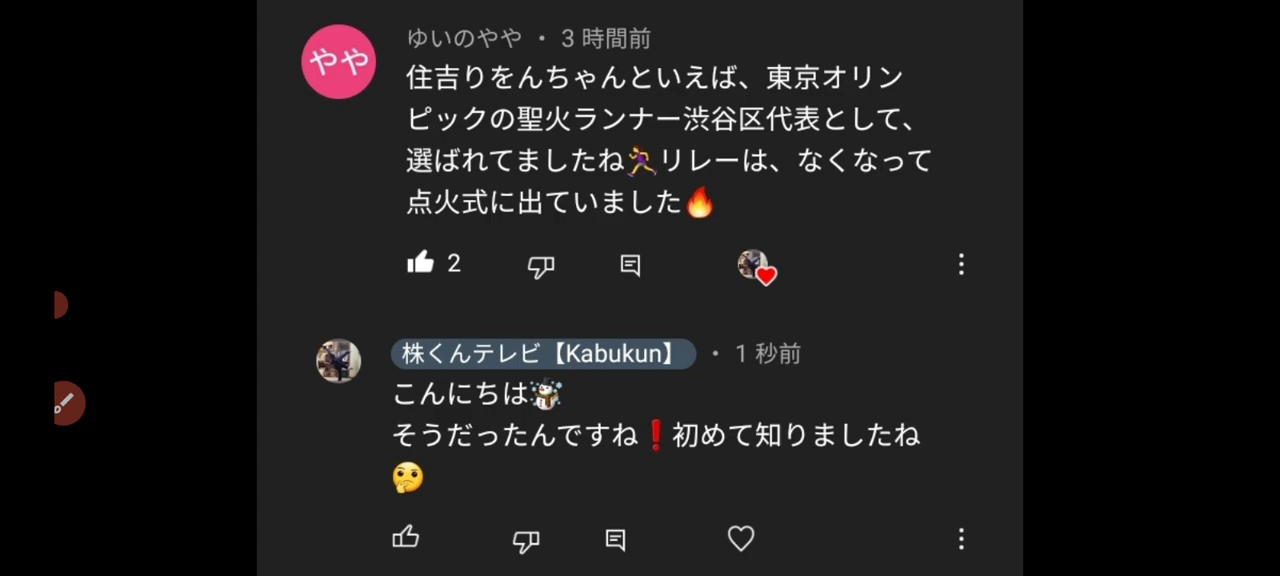 やや
ゆいのやや ・ 3 時間前
住吉りをんちゃんといえば、東京オリン
ピックの聖火ランナー渋谷区代表として、
選ばれてましたね🏃‍♀️リレーは、なくなって
点火式に出ていました🔥
2
株くんテレビ【Kabukun】 ・ 1 秒前
こんにちは☃️
そうだったんですね❗初めて知りましたね
🤔